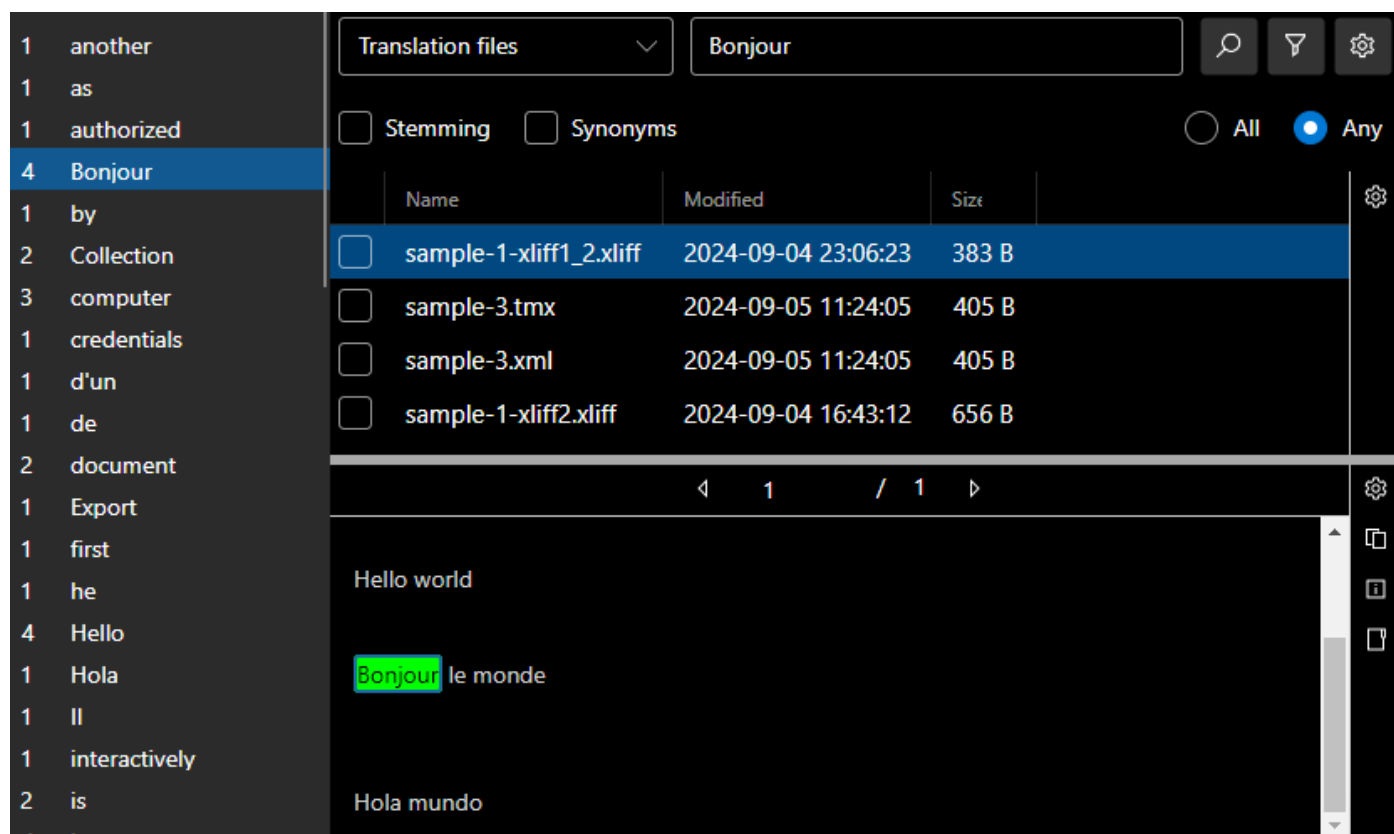 1 another
1 as
1 authorized
4 Bonjour
1 by
2 Collection
3 computer
1 credentials
1 d'un
1 de
2 document
1 Export
1 first
1 he
4 Hello
1 Hola
1 Il
1 interactively
2 is
Translation files Bonjour
Stemming Synonyms All Any
Name Modified Size
sample-1-xliff1_2.xliff 2024-09-04 23:06:23 383 B
sample-3.tmx 2024-09-05 11:24:05 405 B
sample-3.xml 2024-09-05 11:24:05 405 B
sample-1-xliff2.xliff 2024-09-04 16:43:12 656 B
1 / 1
Hello world
Bonjour le monde
Hola mundo